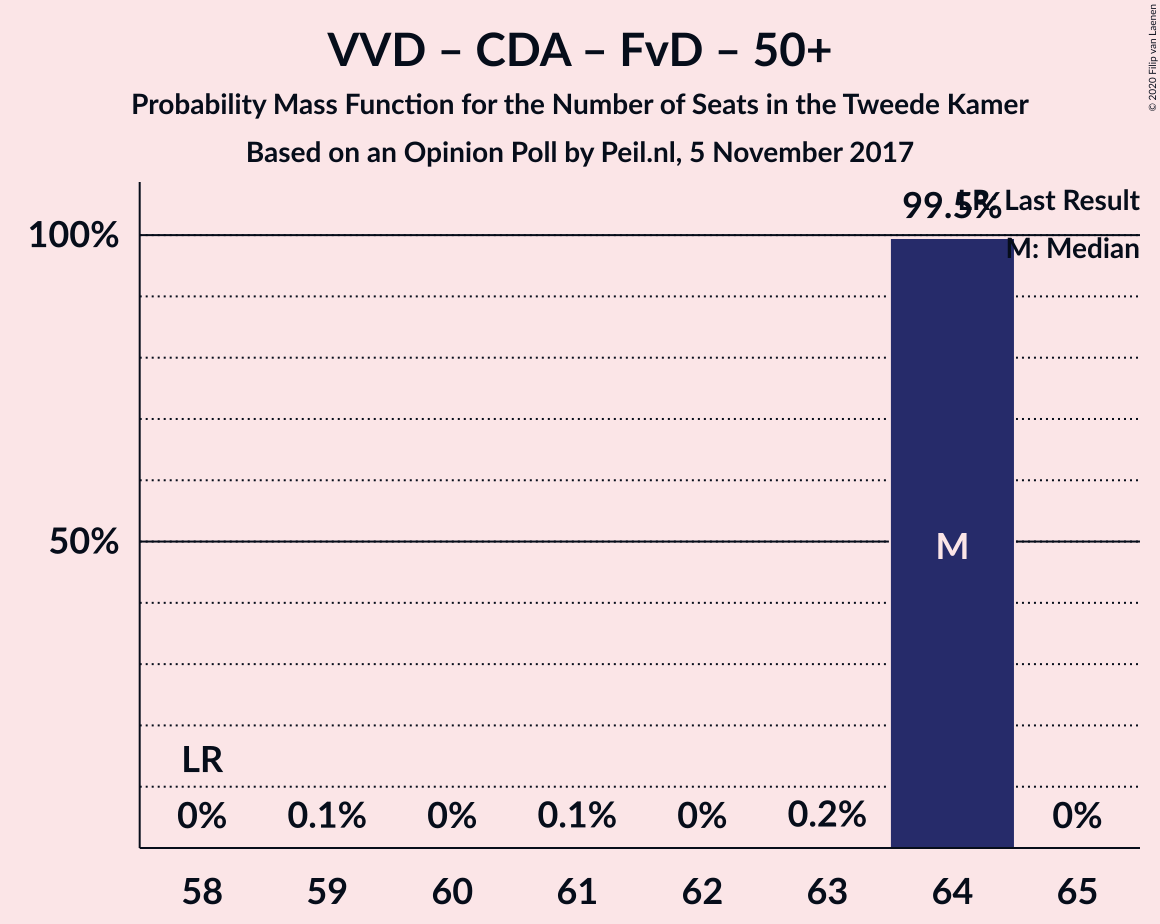 VVD – CDA – FvD – 50+
Probability Mass Function for the Number of Seats in the Tweede Kamer
Based on an Opinion Poll by Peil.nl, 5 November 2017
© 2020 Filip van Laenen
99.5%
LR: Last Result
100%
M: Median
50%
M
LR
0% 0.1% 0% 0.1% 0% 0.2% 0%
58 59 60 61 62 63 64 65